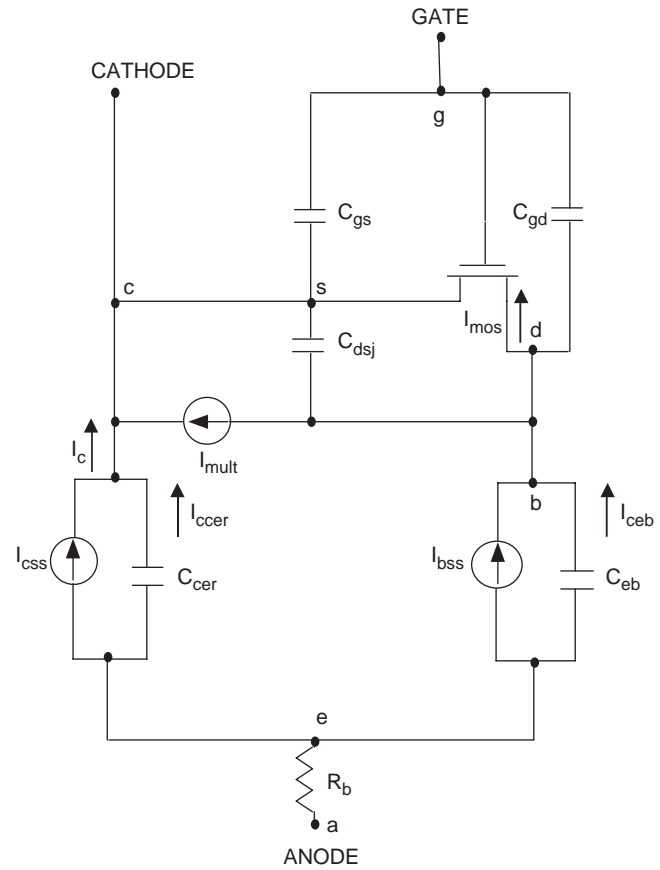 GATE
CATHODE
g
C_gs
C_gd
c
s
I_mos
d
C_dsj
I_c
I_mult
b
I_ccer
I_ceb
I_css
C_cer
I_bss
C_eb
e
R_b
a
ANODE